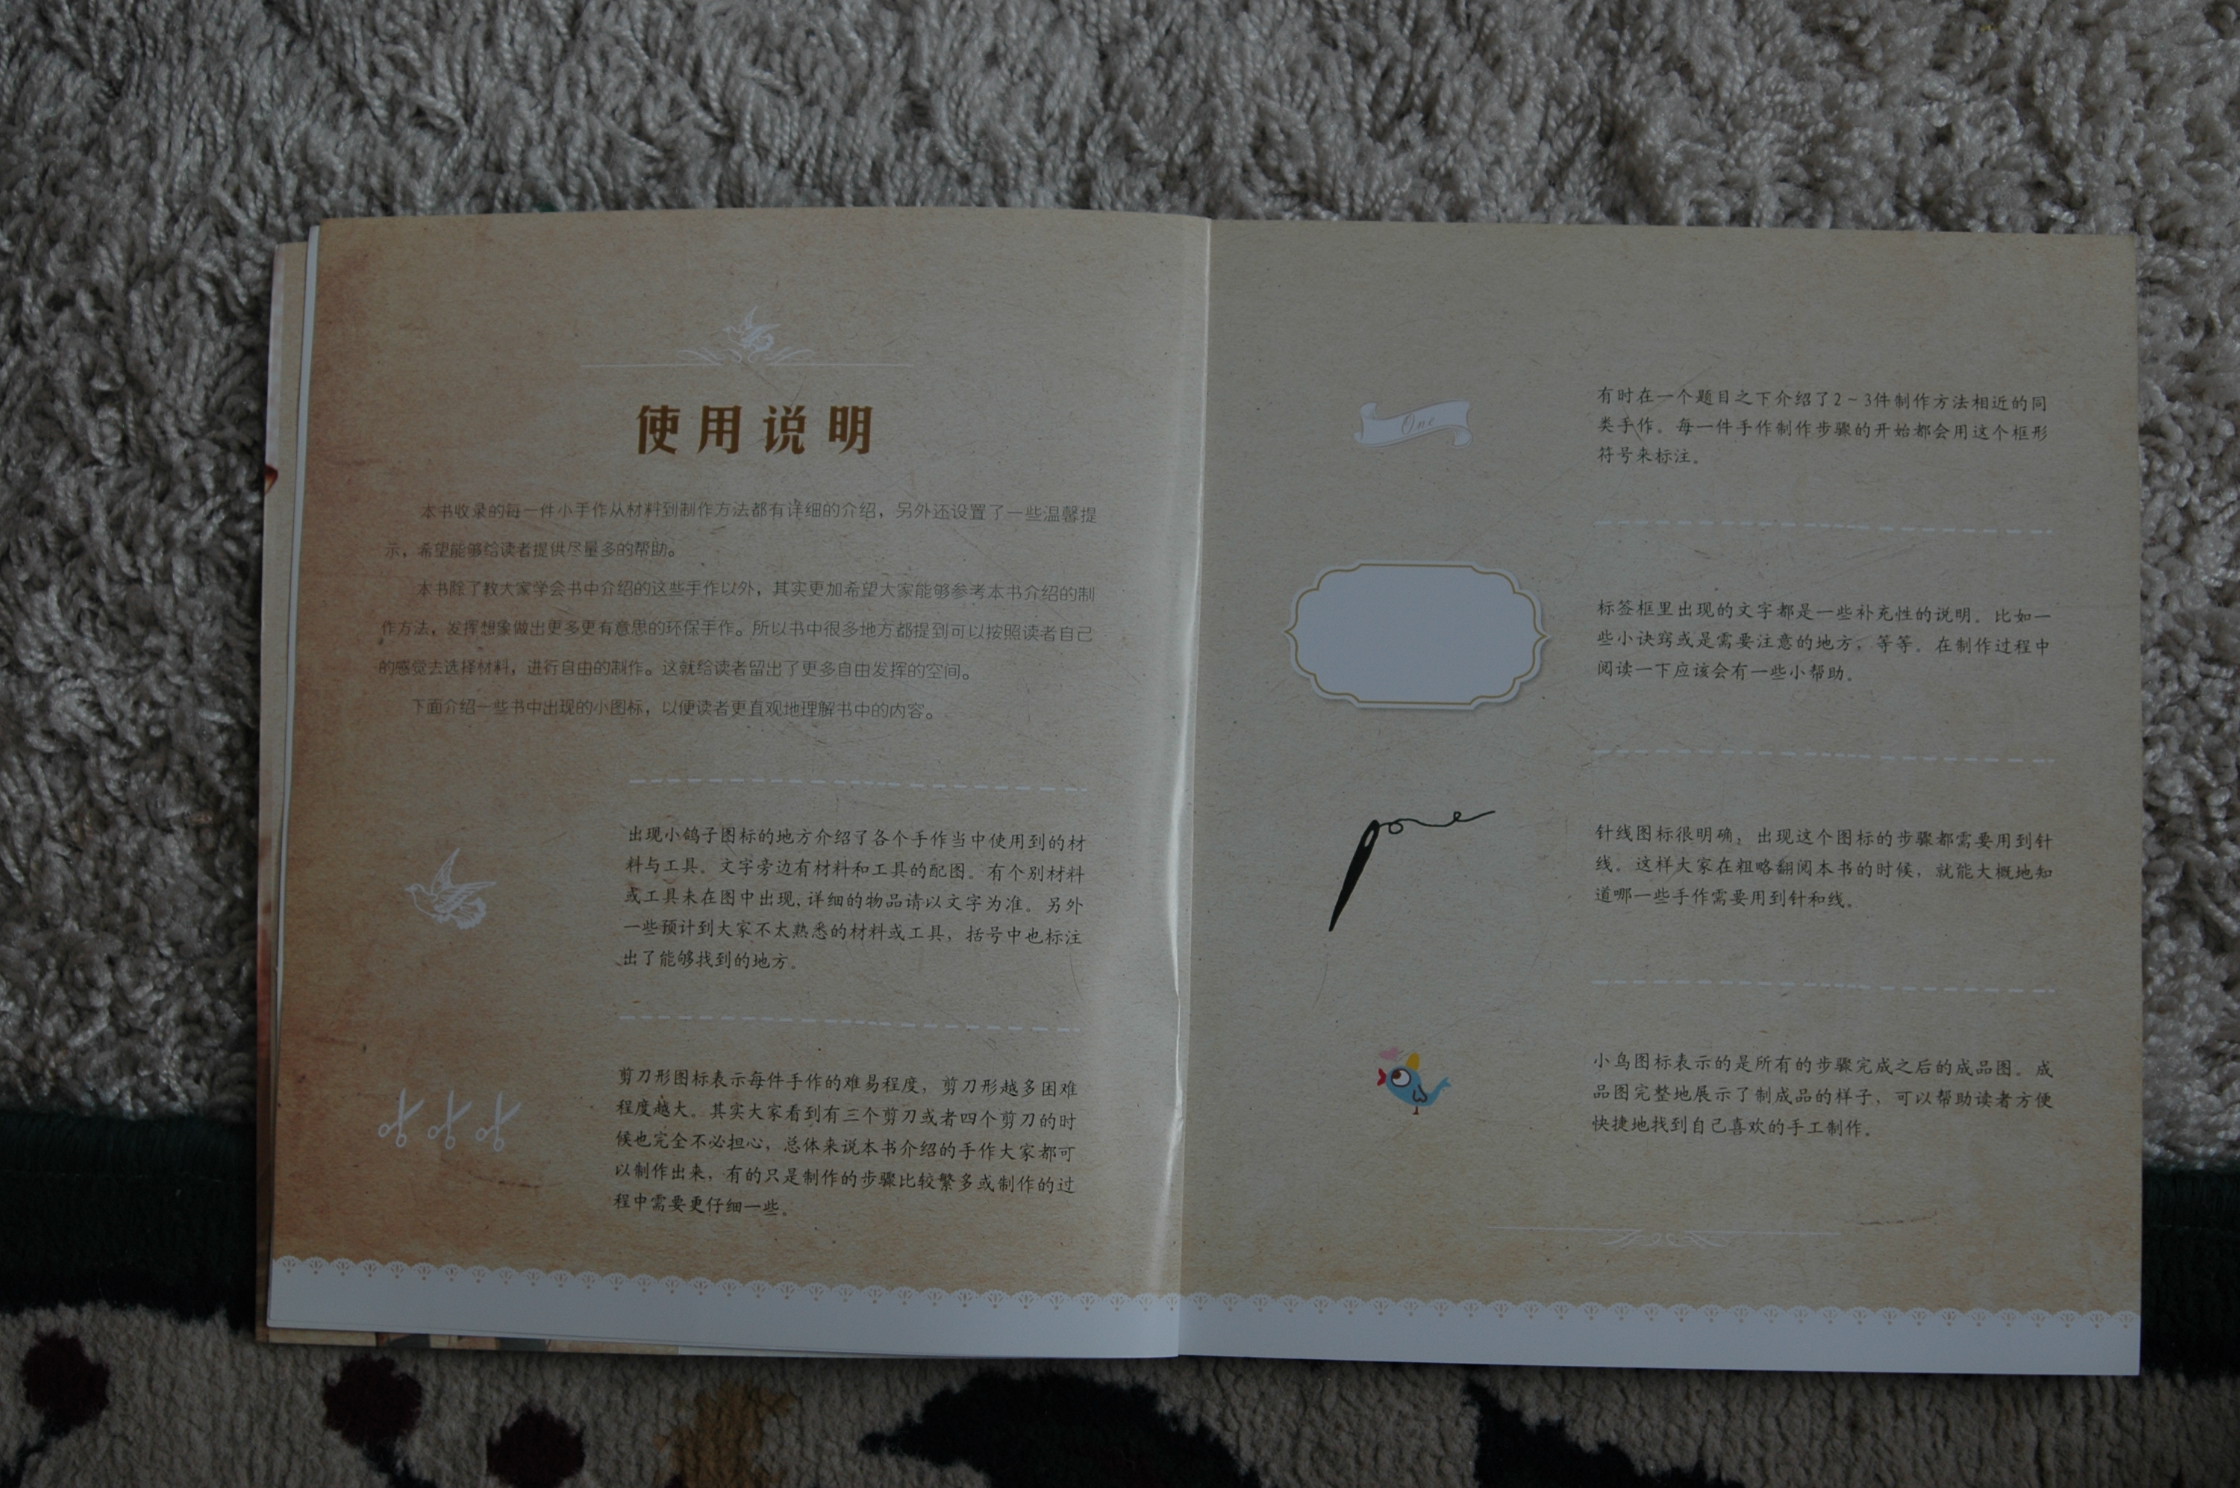 使用说明
本书收录的每一件小手作从材料到制作方法都有详细的介绍，另外还设置了一些温馨提
示，希望能够给读者提供尽量多的帮助。
本书除了教大家学会书中介绍的这些手作以外，其实更加希望大家能够参考本书介绍的制
作方法，发挥想象做出更多更有意思的环保手作。所以书中很多地方都提到可以按照读者自己
的感觉去选择材料，进行自由的制作。这就给读者留出了更多自由发挥的空间。
下面介绍一些书中出现的小图标，以便读者更直观地理解书中的内容。
出现小鸽子图标的地方介绍了各个手作当中使用到的材
料与工具。文字旁边有材料和工具的配图。有个别材料
或工具未在图中出现，详细的物品请以文字为准。另外
一些预计到大家不太熟悉的材料或工具，括号中也标注
出了能够找到的地方。
剪刀形图标表示每件手作的难易程度，剪刀形越多困难
程度越大。其实大家看到有三个剪刀或者四个剪刀的时
候也完全不必担心，总体来说本书介绍的手作大家都可
以制作出来，有的只是制作的步骤比较繁多或制作的过
程中需要更仔细一些。
One
有时在一个题目之下介绍了2～3件制作方法相近的同
类手作。每一件手作制作步骤的开始都会用这个框形
符号来标注。
标签框里出现的文字都是一些补充性的说明。比如一
些小诀窍或是需要注意的地方，等等。在制作过程中
阅读一下应该会有一些小帮助。
针线图标很明确，出现这个图标的步骤都需要用到针
线。这样大家在粗略翻阅本书的时候，就能大概地知
道哪一些手作需要用到针和线。
小鸟图标表示的是所有的步骤完成之后的成品图。成
品图完整地展示了制成品的样子，可以帮助读者方便
快捷地找到自己喜欢的手工制作。